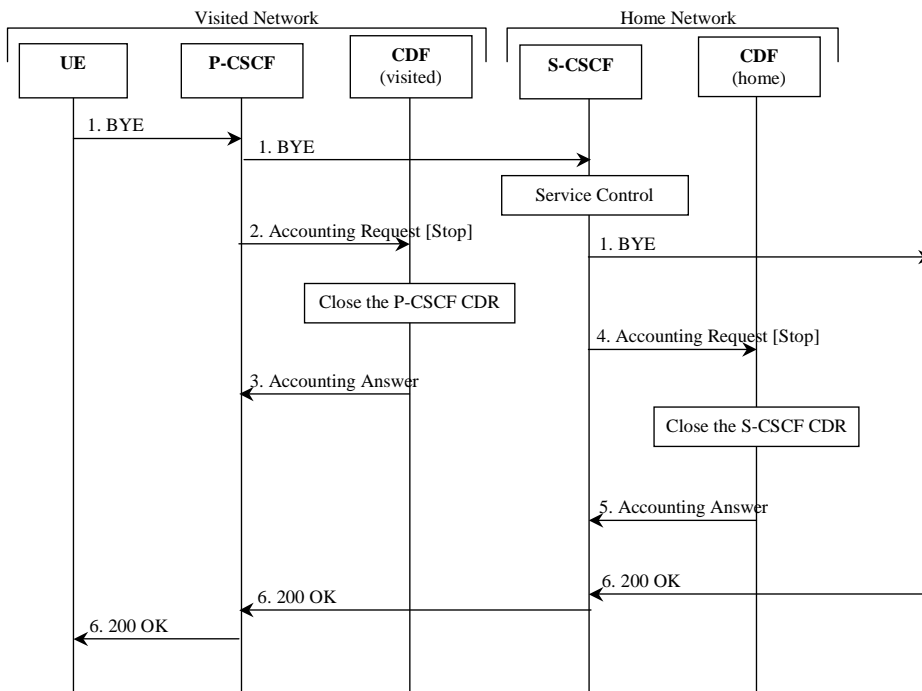 Visited Network
Home Network
UE
P-CSCF
CDF
(visited)
S-CSCF
CDF
(home)
1. BYE
1. BYE
Service Control
2. Accounting Request [Stop]
1. BYE
Close the P-CSCF CDR
4. Accounting Request [Stop]
3. Accounting Answer
Close the S-CSCF CDR
5. Accounting Answer
6. 200 OK
6. 200 OK
6. 200 OK